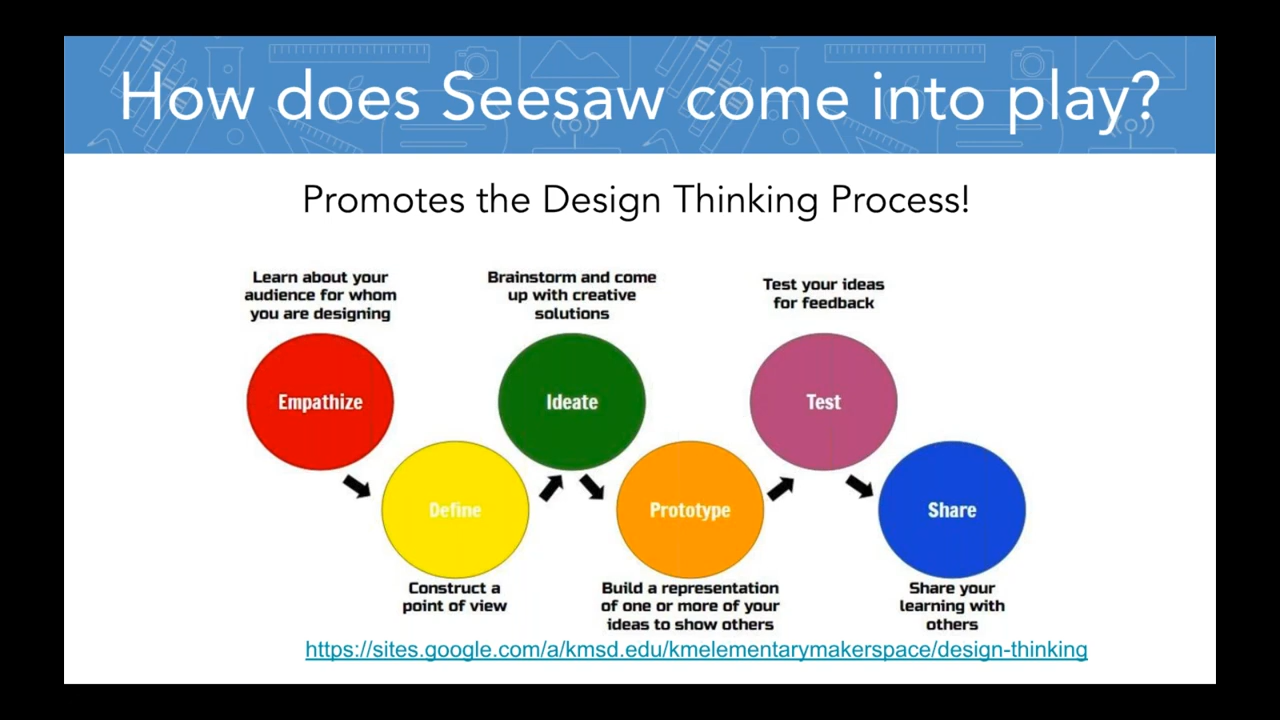 How does Seesaw come into play?
Promotes the Design Thinking Process!
Learn about your
audience for whom
you are designing
Empathize
Define
Construct a
point of view
Brainstorm and come
up with creative
solutions
Ideate
Prototype
Build a representation
of one or more of your
ideas to show others
Test your ideas
for feedback
Test
Share
Share your
learning with
others
https://sites.google.com/a/kmsd.edu/kmelementarymakerspace/design-thinking